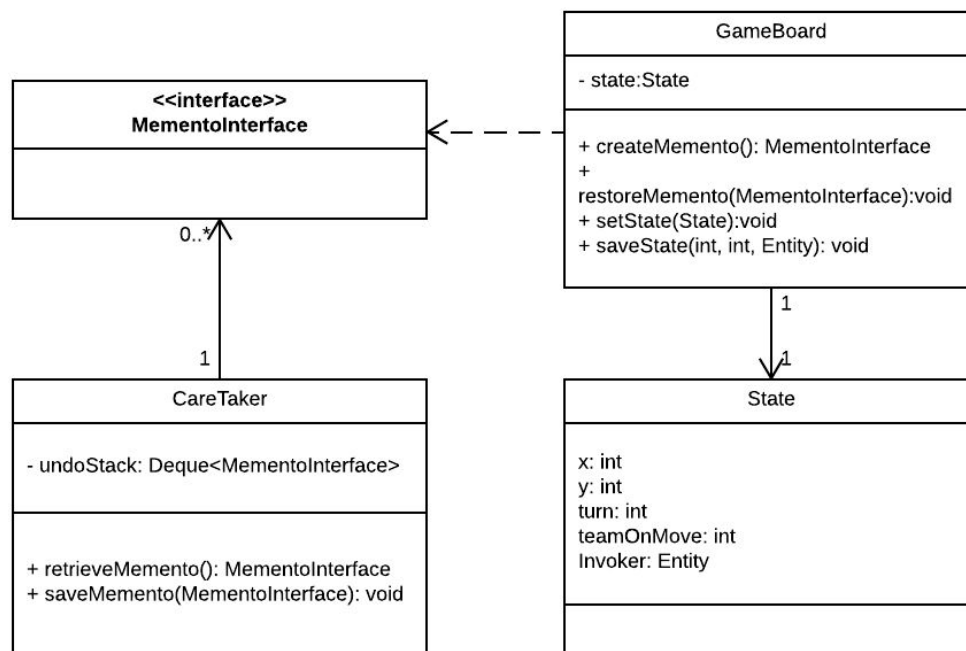 <<interface>>
MementoInterface
0..*
1
CareTaker
- undoStack: Deque<MementoInterface>
+ retrieveMemento(): MementoInterface
+ saveMemento(MementoInterface): void
GameBoard
- state:State
+ createMemento(): MementoInterface
+
restoreMemento(MementoInterface):void
+ setState(State):void
+ saveState(int, int, Entity): void
1
1
State
x: int
y: int
turn: int
teamOnMove: int
Invoker: Entity